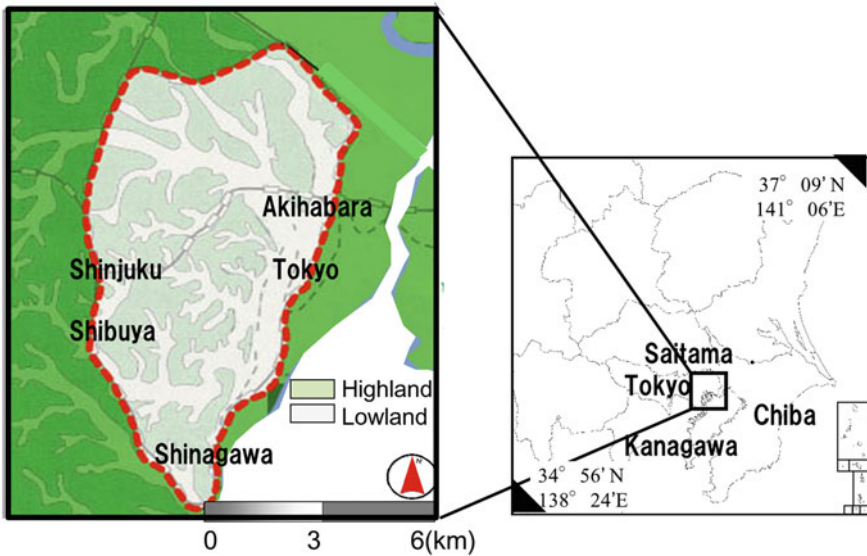 Akihabara
Shinjuku
Tokyo
Shibuya
Highland
Lowland
Shinagawa
N
0 3 6(km)
37° 09'N
141° 06'E
Saitama
Tokyo
Chiba
Kanagawa
34° 56'N
138° 24'E